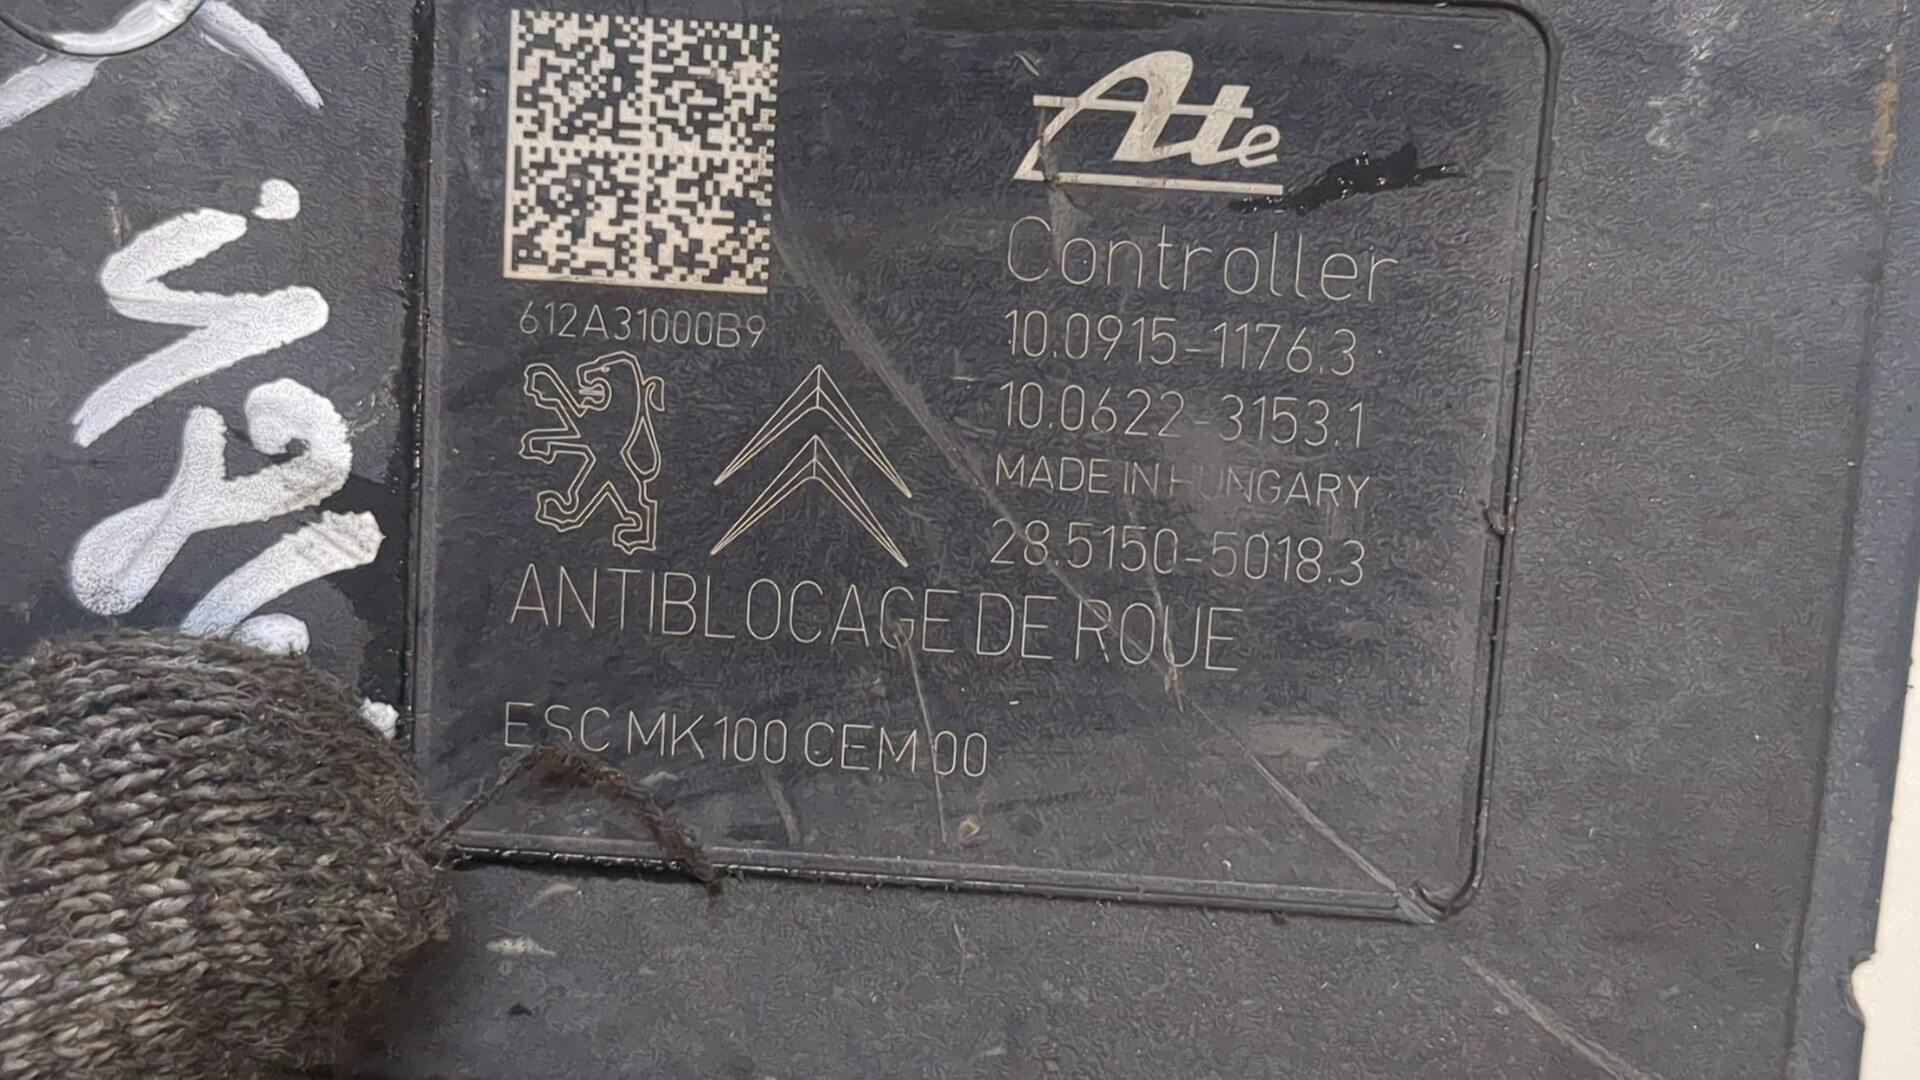 Ate
Controller
612A31000B9
10.0915-1176.3
10.0622-3153.1
MADE IN HUNGARY
28.5150-5018.3
ANTIBLOCAGE DE ROUE
ESC MK100 CEM 00